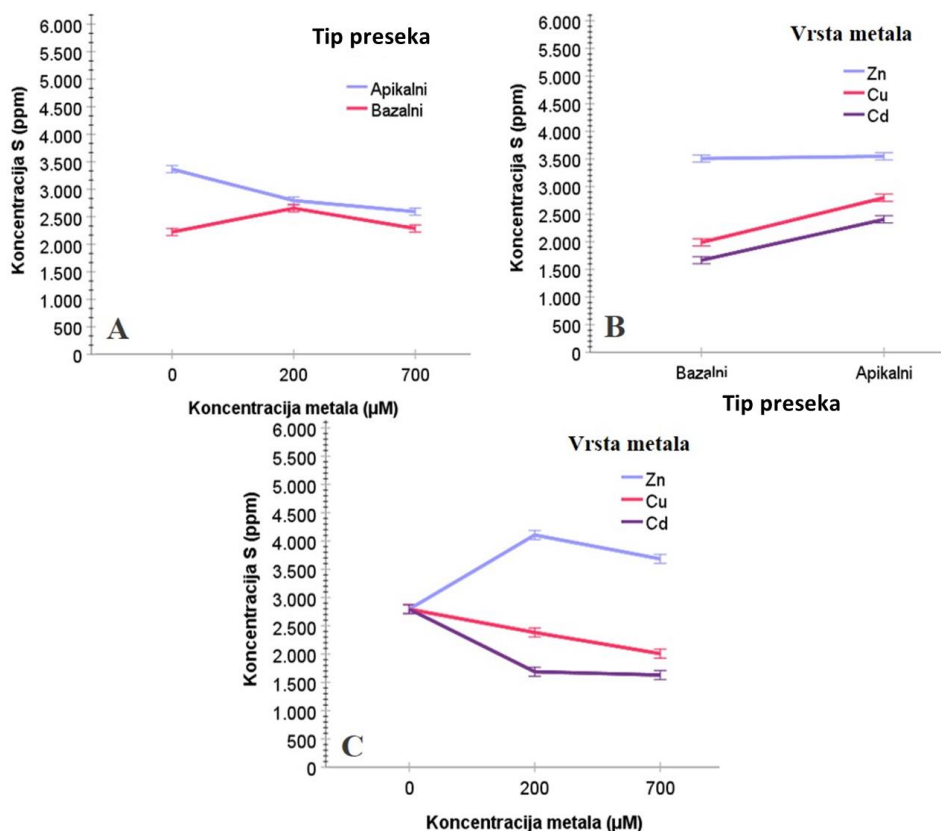 6.000
5.500
5.000
4.500
4.000
3.500
3.000
2.500
2.000
1.500
1.000
500
0
Koncentracija S (ppm)
Tip preseka
Apikalni
Bazalni
A
0 200 700
Koncentracija metala (µM)
6.000
5.500
5.000
4.500
4.000
3.500
3.000
2.500
2.000
1.500
1.000
500
0
Koncentracija S (ppm)
Vrsta metala
Zn
Cu
Cd
B
Bazalni Apikalni
Tip preseka
6.000
5.500
5.000
4.500
4.000
3.500
3.000
2.500
2.000
1.500
1.000
500
0
Koncentracija S (ppm)
Vrsta metala
Zn
Cu
Cd
C
0 200 700
Koncentracija metala (µM)